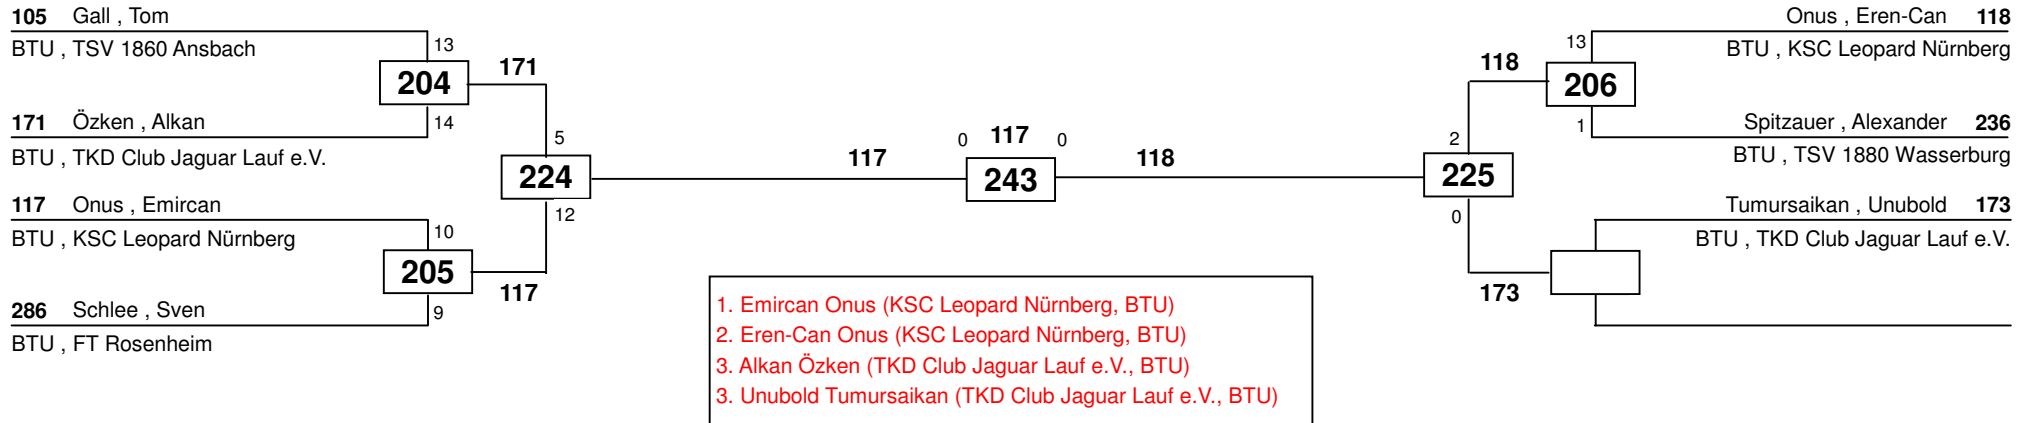 105 Gall , Tom
BTU , TSV 1860 Ansbach
13
204
171
14
171 Özken , Alkan
BTU , TKD Club Jaguar Lauf e.V.
5
224
117
12
117 Onus , Emircan
BTU , KSC Leopard Nürnberg
10
205
117
9
286 Schlee , Sven
BTU , FT Rosenheim
0 117 0
243
118
Onus , Eren-Can 118
BTU , KSC Leopard Nürnberg
13
118
206
1
Spitzauer , Alexander 236
BTU , TSV 1880 Wasserburg
2
225
0
Tumursaikan , Unubold 173
BTU , TKD Club Jaguar Lauf e.V.
173
1. Emircan Onus (KSC Leopard Nürnberg, BTU)
2. Eren-Can Onus (KSC Leopard Nürnberg, BTU)
3. Alkan Özken (TKD Club Jaguar Lauf e.V., BTU)
3. Unubold Tumursaikan (TKD Club Jaguar Lauf e.V., BTU)